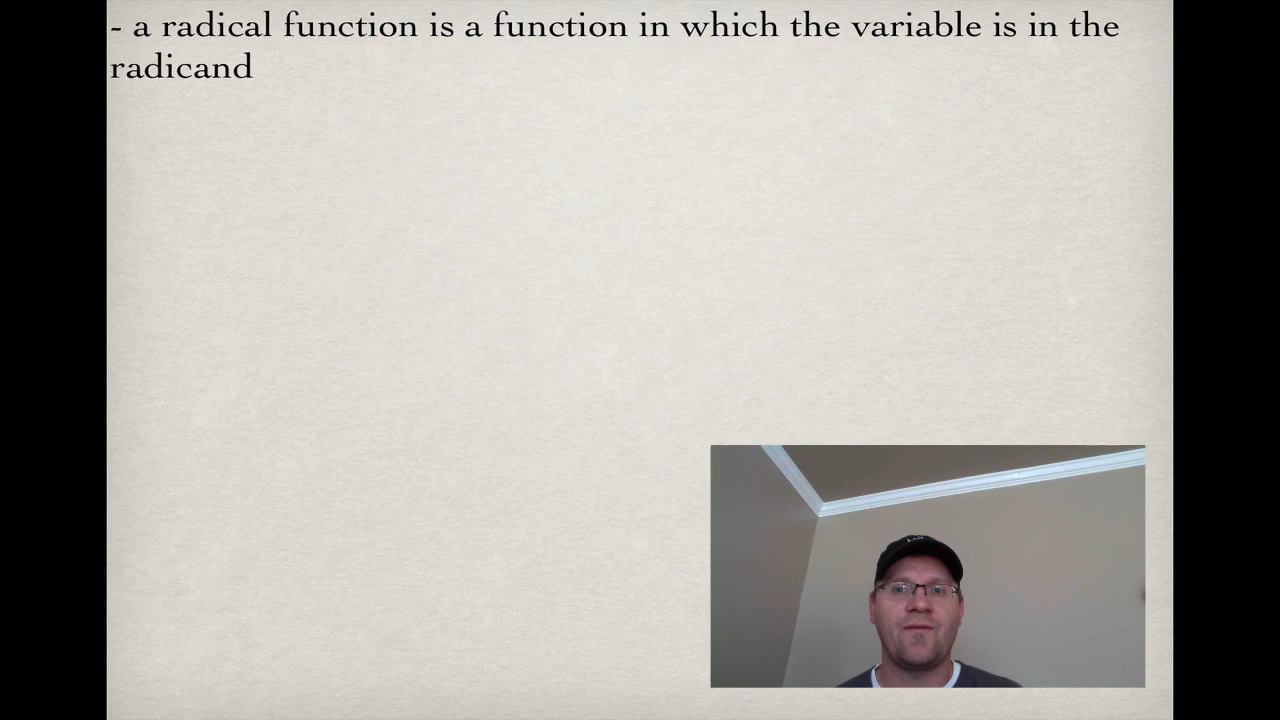 - a radical function is a function in which the variable is in the
radicand